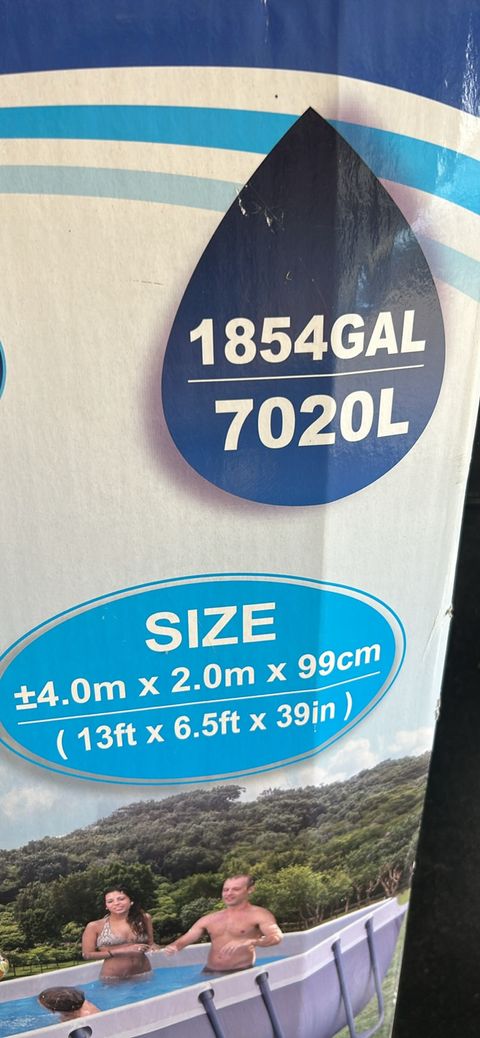 1854GAL
7020L
SIZE
±4.0m x 2.0m x 99cm
( 13ft x 6.5ft x 39in )